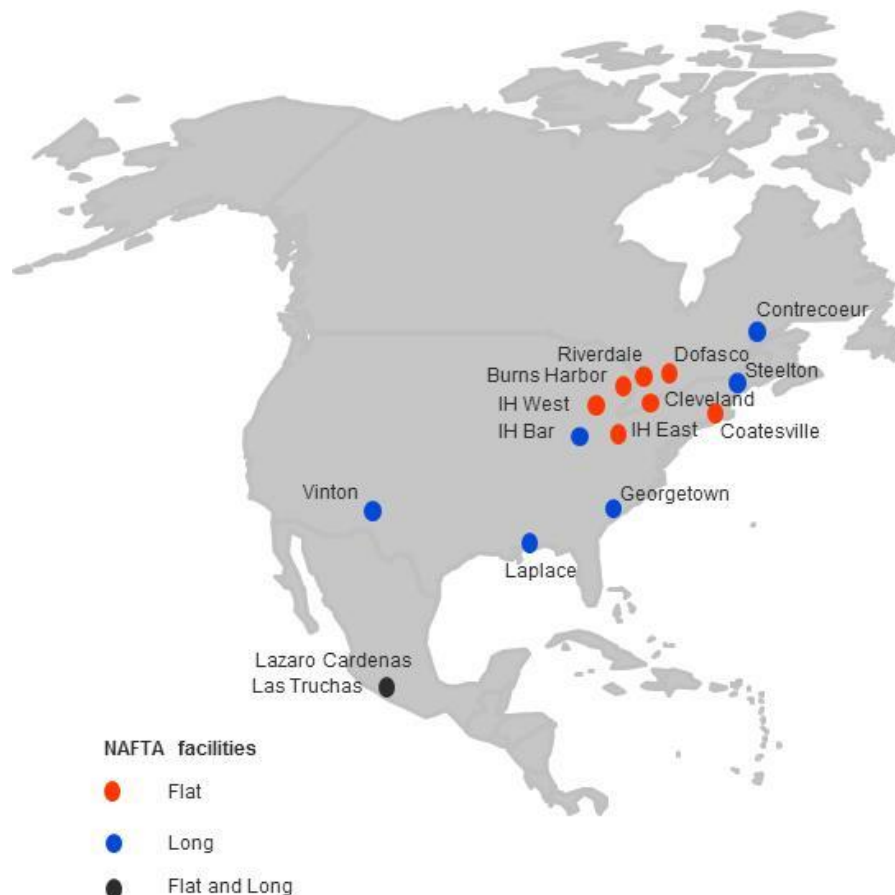 Contrecoeur
Riverdale
Dofasco
Burns Harbor
Steelton
IH West
Cleveland
IH Bar
IH East
Coatesville
Vinton
Georgetown
Laplace
Lazaro Cardenas
Las Truchas
NAFTA facilities
Flat
Long
Flat and Long